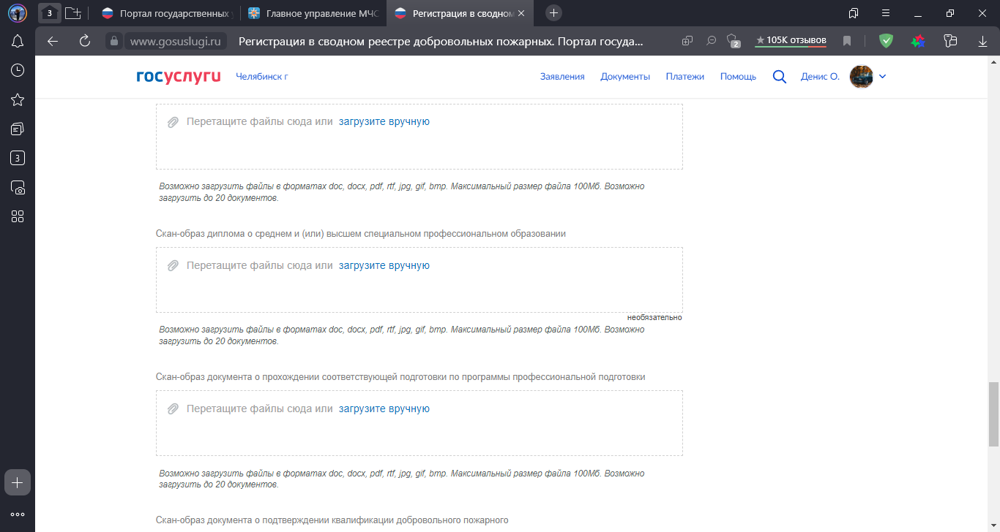 3
Портал государственных
Главное управление МЧС
Регистрация в сводном
www.gosuslugi.ru
Регистрация в сводном реестре добровольных пожарных. Портал госуда...
2
★ 105K отзывов
3
госуслуги
Челябинск г
Заявления
Документы
Платежи
Помощь
Денис О.
Перетащите файлы сюда или загрузите вручную
Возможно загрузить файлы в форматах doc, docx, pdf, rtf, jpg, gif, bmp. Максимальный размер файла 100Мб. Возможно
загрузить до 20 документов.
Скан-образ диплома о среднем и (или) высшем специальном профессиональном образовании
Перетащите файлы сюда или загрузите вручную
необязательно
Возможно загрузить файлы в форматах doc, docx, pdf, rtf, jpg, gif, bmp. Максимальный размер файла 100Мб. Возможно
загрузить до 20 документов.
Скан-образ документа о прохождении соответствующей подготовки по программы профессиональной подготовки
Перетащите файлы сюда или загрузите вручную
Возможно загрузить файлы в форматах doc, docx, pdf, rtf, jpg, gif, bmp. Максимальный размер файла 100Мб. Возможно
загрузить до 20 документов.
Скан-образ документа о подтверждении квалификации добровольного пожарного